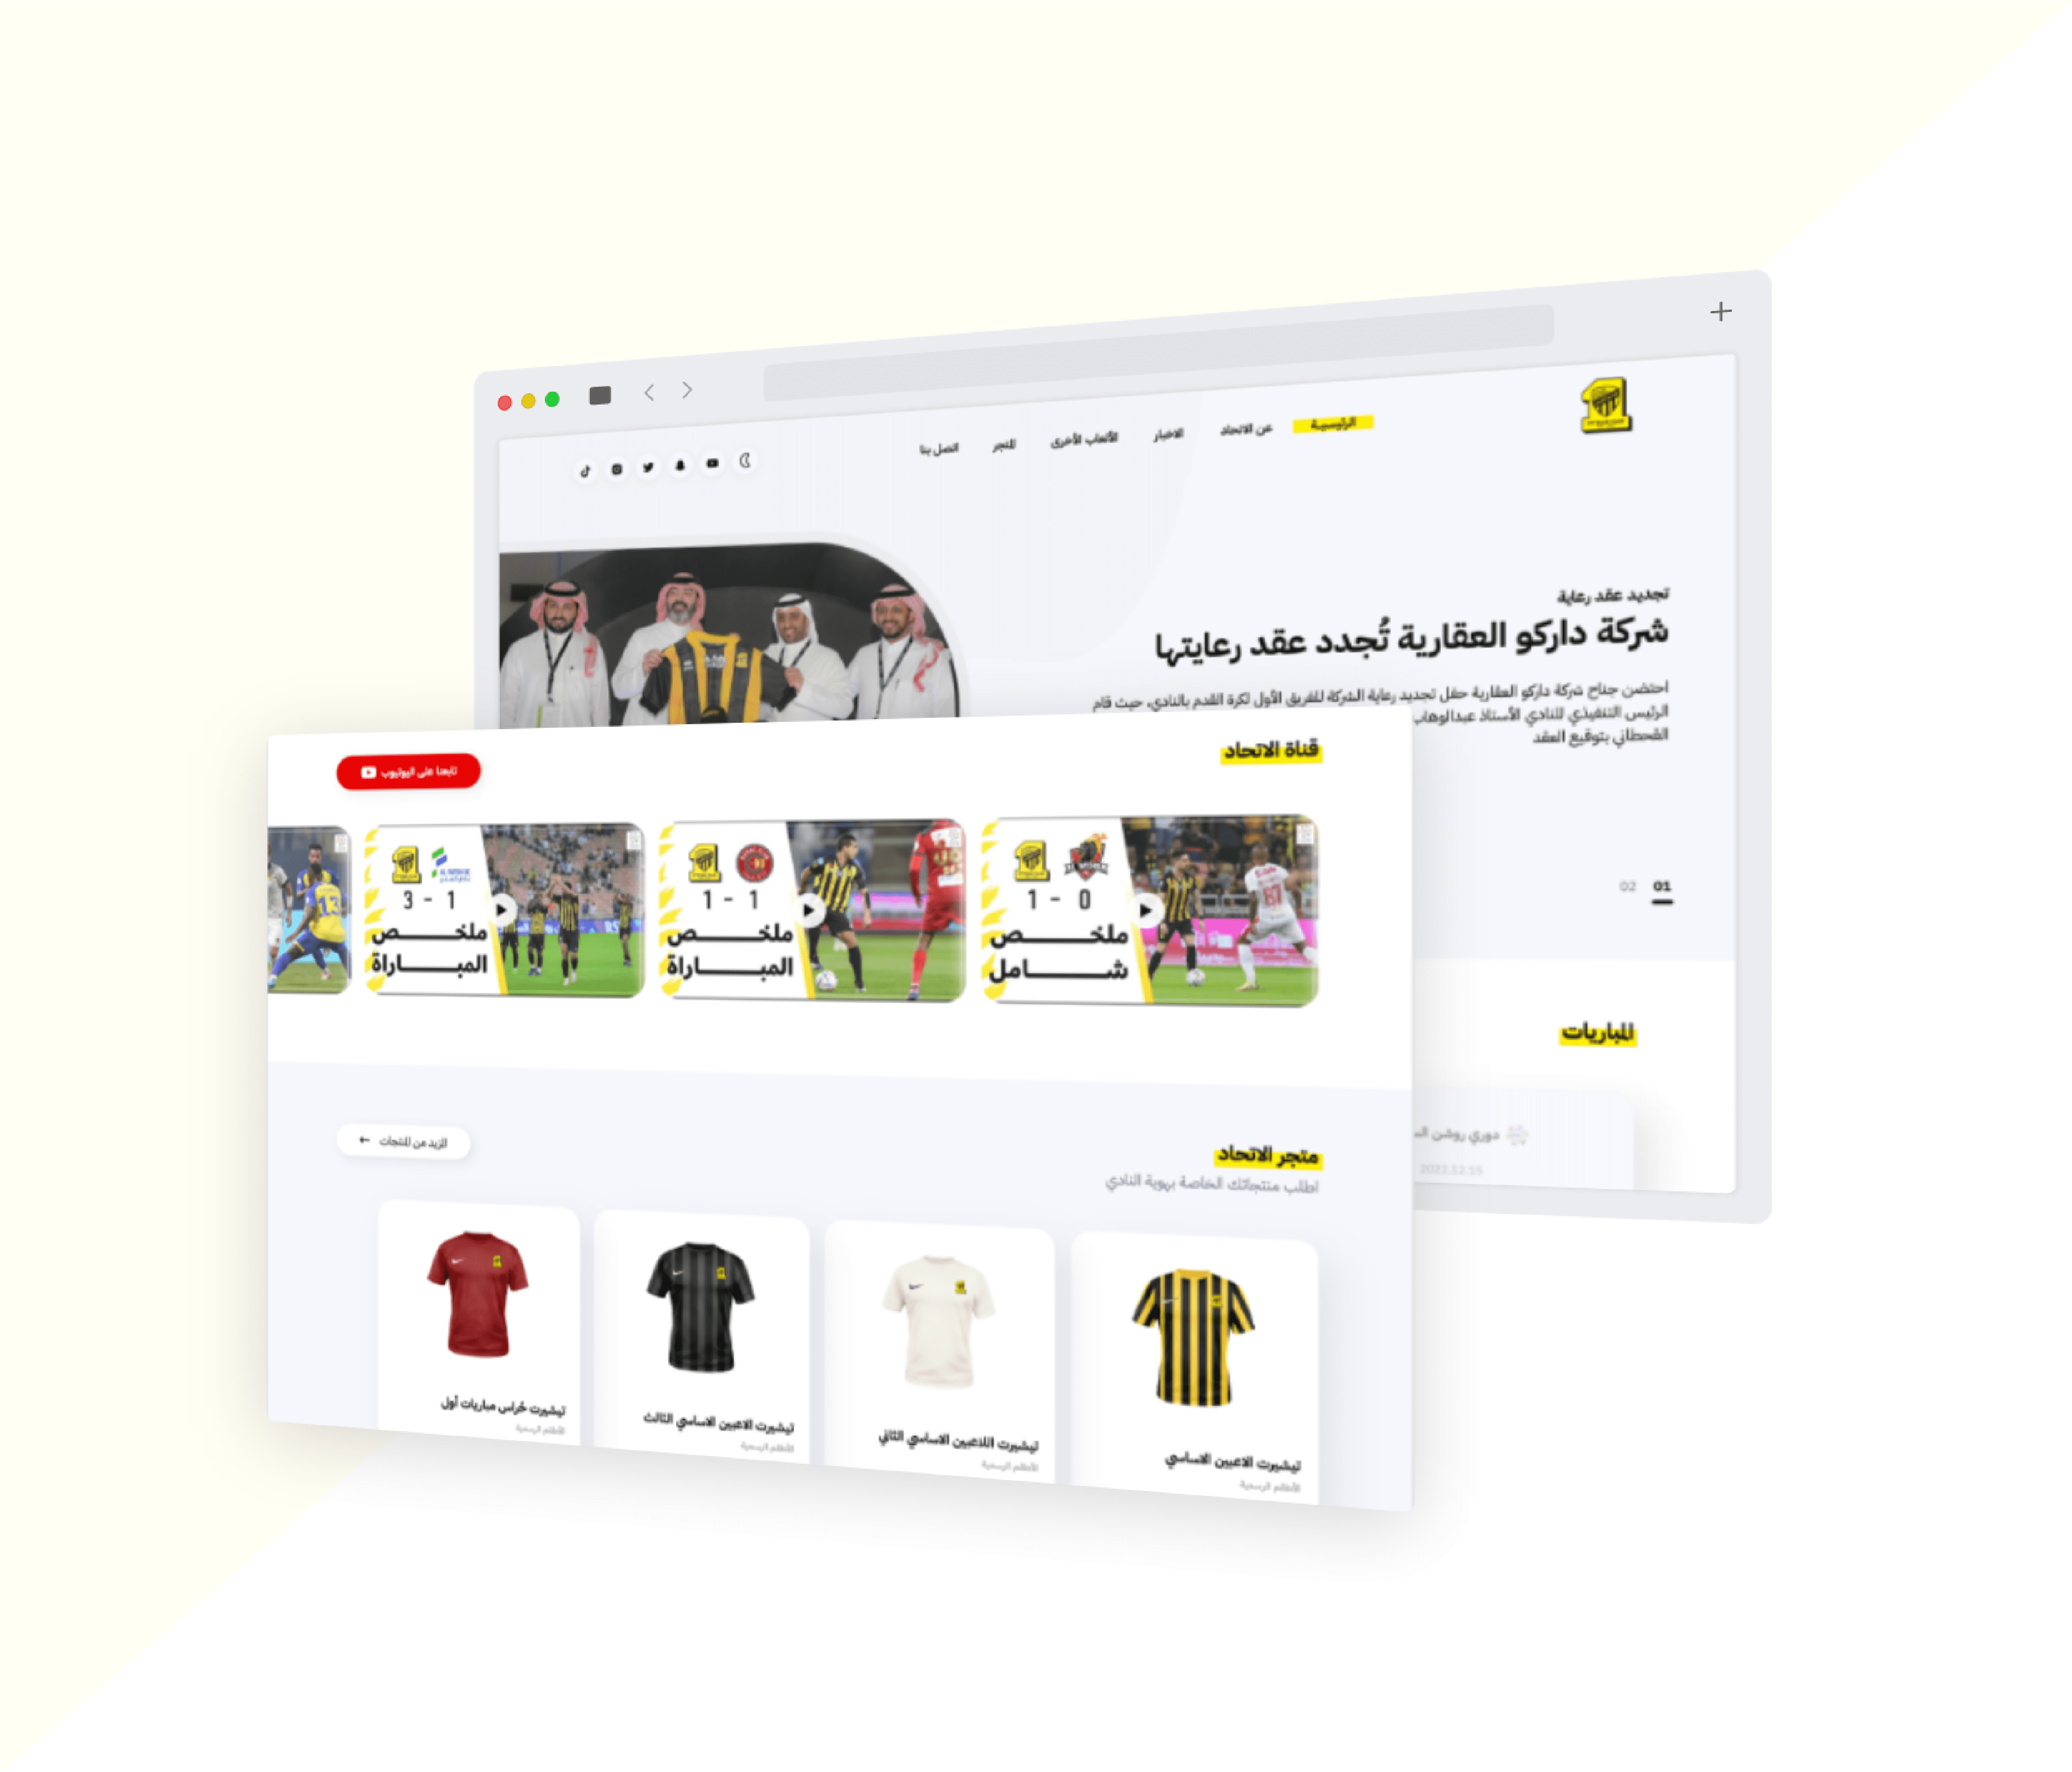 الرئيسية
عن الاتحاد
الاخبار
الألعاب الأخرى
المتجر
اتصل بنا
تجديد عقد رعاية
شركة داركو العقارية تُجدد عقد رعايتها
احتضن جناح شركة داركو العقارية حفل تجديد رعاية الشركة للفريق الأول لكرة القدم بالنادي، حيث قام
الرئيس التنفيذي للنادي الأستاذ عبدالوهاب
القحطاني بتوقيع العقد
01
02
المباريات
دوري روشن
2022.12.15
قناة الاتحاد
تابعنا على اليوتيوب
1 - 0
ملخص
شامل
1 - 1
ملخص
المباراة
3 - 1
ملخص
المباراة
13
87
متجر الاتحاد
اطلب منتجاتك الخاصة بهوية النادي
المزيد من المنتجات
تيشيرت الاعبين الاساسي
الأطقم الرسمية
تيشيرت اللاعبين الاساسي الثاني
الأطقم الرسمية
تيشيرت الاعبين الاساسي الثالث
الأطقم الرسمية
تيشيرت حُراس مباريات أول
الأطقم الرسمية